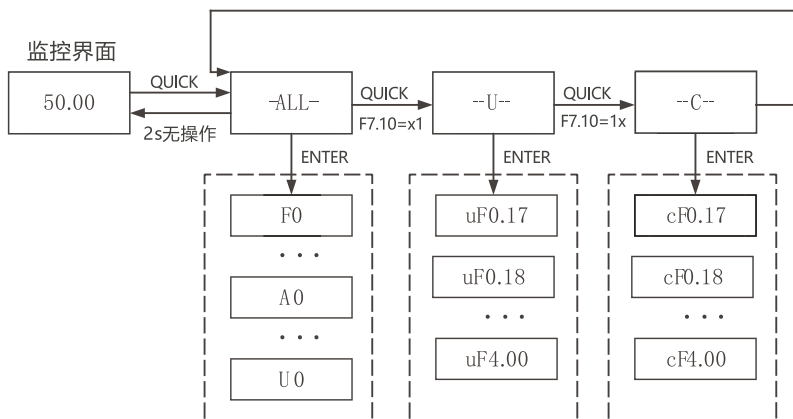 监控界面
50.00
QUICK
2s无操作
-ALL-
QUICK
F7.10=x1
--U--
QUICK
F7.10=1x
--C--
ENTER
ENTER
ENTER
F0
···
A0
···
U0
uF0.17
uF0.18
···
uF4.00
cF0.17
cF0.18
···
cF4.00